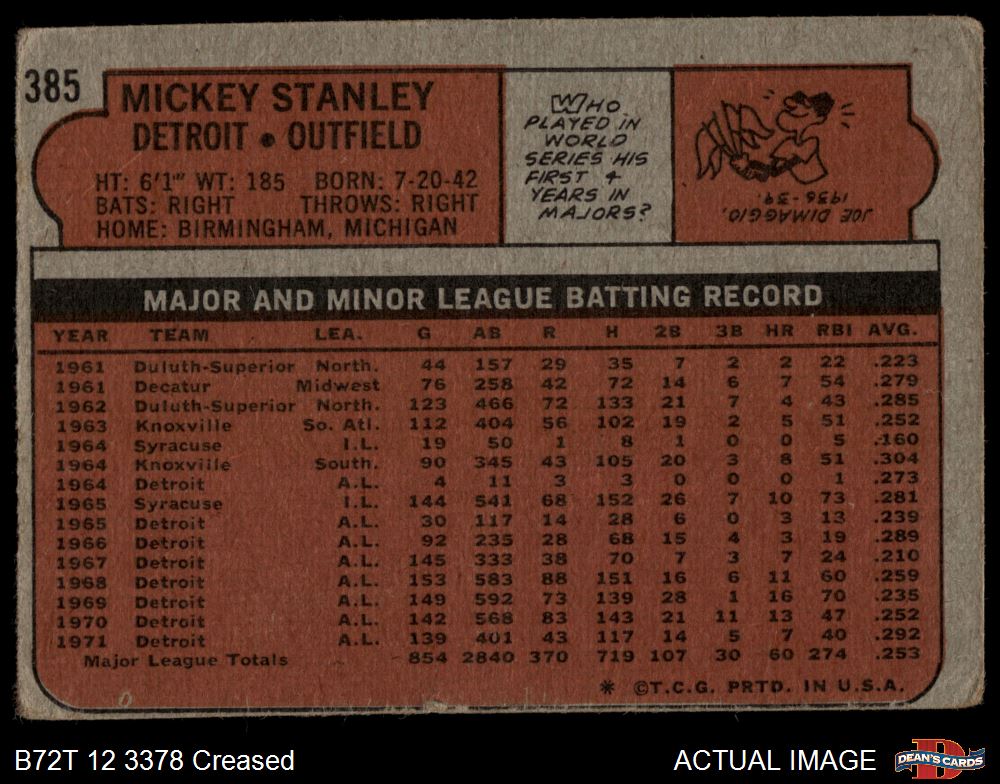 385
MICKEY STANLEY
DETROIT • OUTFIELD
HT: 6'1" WT: 185 BORN: 7-20-42
BATS: RIGHT THROWS: RIGHT
HOME: BIRMINGHAM, MICHIGAN
WHO
PLAYED IN
WORLD
SERIES HIS
FIRST 4
YEARS IN
MAJORS?
JOE DIMAGGIO,
1936-39.
MAJOR AND MINOR LEAGUE BATTING RECORD
YEAR TEAM LEA. G AB R H 2B 3B HR RBI AVG.
1961 Duluth-Superior North. 44 157 29 35 7 2 2 22 .223
1961 Decatur Midwest 76 258 42 72 14 6 7 54 .279
1962 Duluth-Superior North. 123 466 72 133 21 7 4 43 .285
1963 Knoxville So. Atl. 112 404 56 102 19 2 5 51 .252
1964 Syracuse I.L. 19 50 1 8 1 0 0 5 .160
1964 Knoxville South. 90 345 43 105 20 3 8 51 .304
1964 Detroit A.L. 4 11 3 3 0 0 0 1 .273
1965 Syracuse I.L. 144 541 68 152 26 7 10 73 .281
1965 Detroit A.L. 30 117 14 28 6 0 3 13 .239
1966 Detroit A.L. 92 235 28 68 15 4 3 19 .289
1967 Detroit A.L. 145 333 38 70 7 3 7 24 .210
1968 Detroit A.L. 153 583 88 151 16 6 11 60 .259
1969 Detroit A.L. 149 592 73 139 28 1 16 70 .235
1970 Detroit A.L. 142 568 83 143 21 11 13 47 .252
1971 Detroit A.L. 139 401 43 117 14 5 7 40 .292
Major League Totals 854 2840 370 719 107 30 60 274 .253
* ©T.C.G. PRTD. IN U.S.A.
B72T 12 3378 Creased
ACTUAL IMAGE
DEAN'S CARDS